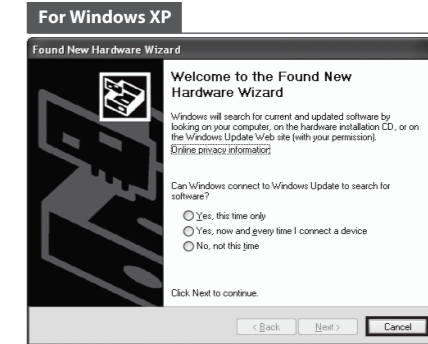 For Windows XP
Found New Hardware Wizard
Welcome to the Found New
Hardware Wizard
Windows will search for current and updated software by
looking on your computer, on the hardware installation CD, or on
the Windows Update Web site (with your permission).
Online privacy information
Can Windows connect to Windows Update to search for
software?
Yes, this time only
Yes, now and every time I connect a device
No, not this time
Click Next to continue.
< Back Next > Cancel